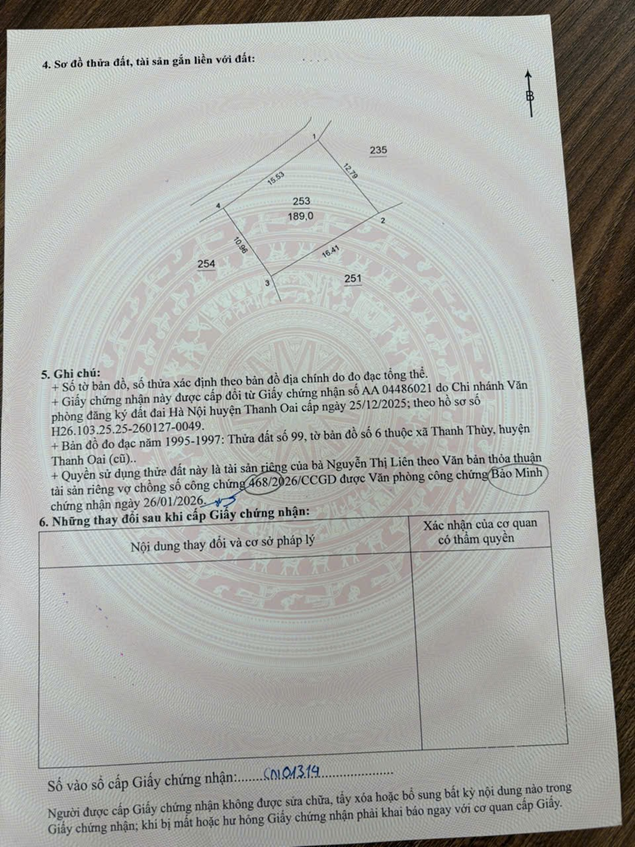 4. Sơ đồ thửa đất, tài sản gắn liền với đất:
B
1
235
15.53
12.79
4
253
189,0
2
10.96
16.41
254
3
251
5. Ghi chú:
+ Số tờ bản đồ, số thửa xác định theo bản đồ địa chính do đo đạc tổng thể.
+ Giấy chứng nhận này được cấp đổi từ Giấy chứng nhận số AA 04486021 do Chi nhánh Văn
phòng đăng ký đất đai Hà Nội huyện Thanh Oai cấp ngày 25/12/2025; theo hồ sơ số
H26.103.25.25-260127-0049.
+ Bản đồ đo đạc năm 1995-1997: Thửa đất số 99, tờ bản đồ số 6 thuộc xã Thanh Thùy, huyện
Thanh Oai (cũ)..
+ Quyền sử dụng thửa đất này là tài sản riêng của bà Nguyễn Thị Liên theo Văn bản thỏa thuận
tài sản riêng vợ chồng số công chứng 468/2026/CCGD được Văn phòng công chứng Bảo Minh
chứng nhận ngày 26/01/2026.
6. Những thay đổi sau khi cấp Giấy chứng nhận:
Nội dung thay đổi và cơ sở pháp lý
Xác nhận của cơ quan
có thẩm quyền
Số vào sổ cấp Giấy chứng nhận:.......CN01314..................
Người được cấp Giấy chứng nhận không được sửa chữa, tẩy xóa hoặc bổ sung bất kỳ nội dung nào trong
Giấy chứng nhận; khi bị mất hoặc hư hỏng Giấy chứng nhận phải khai báo ngay với cơ quan cấp Giấy.